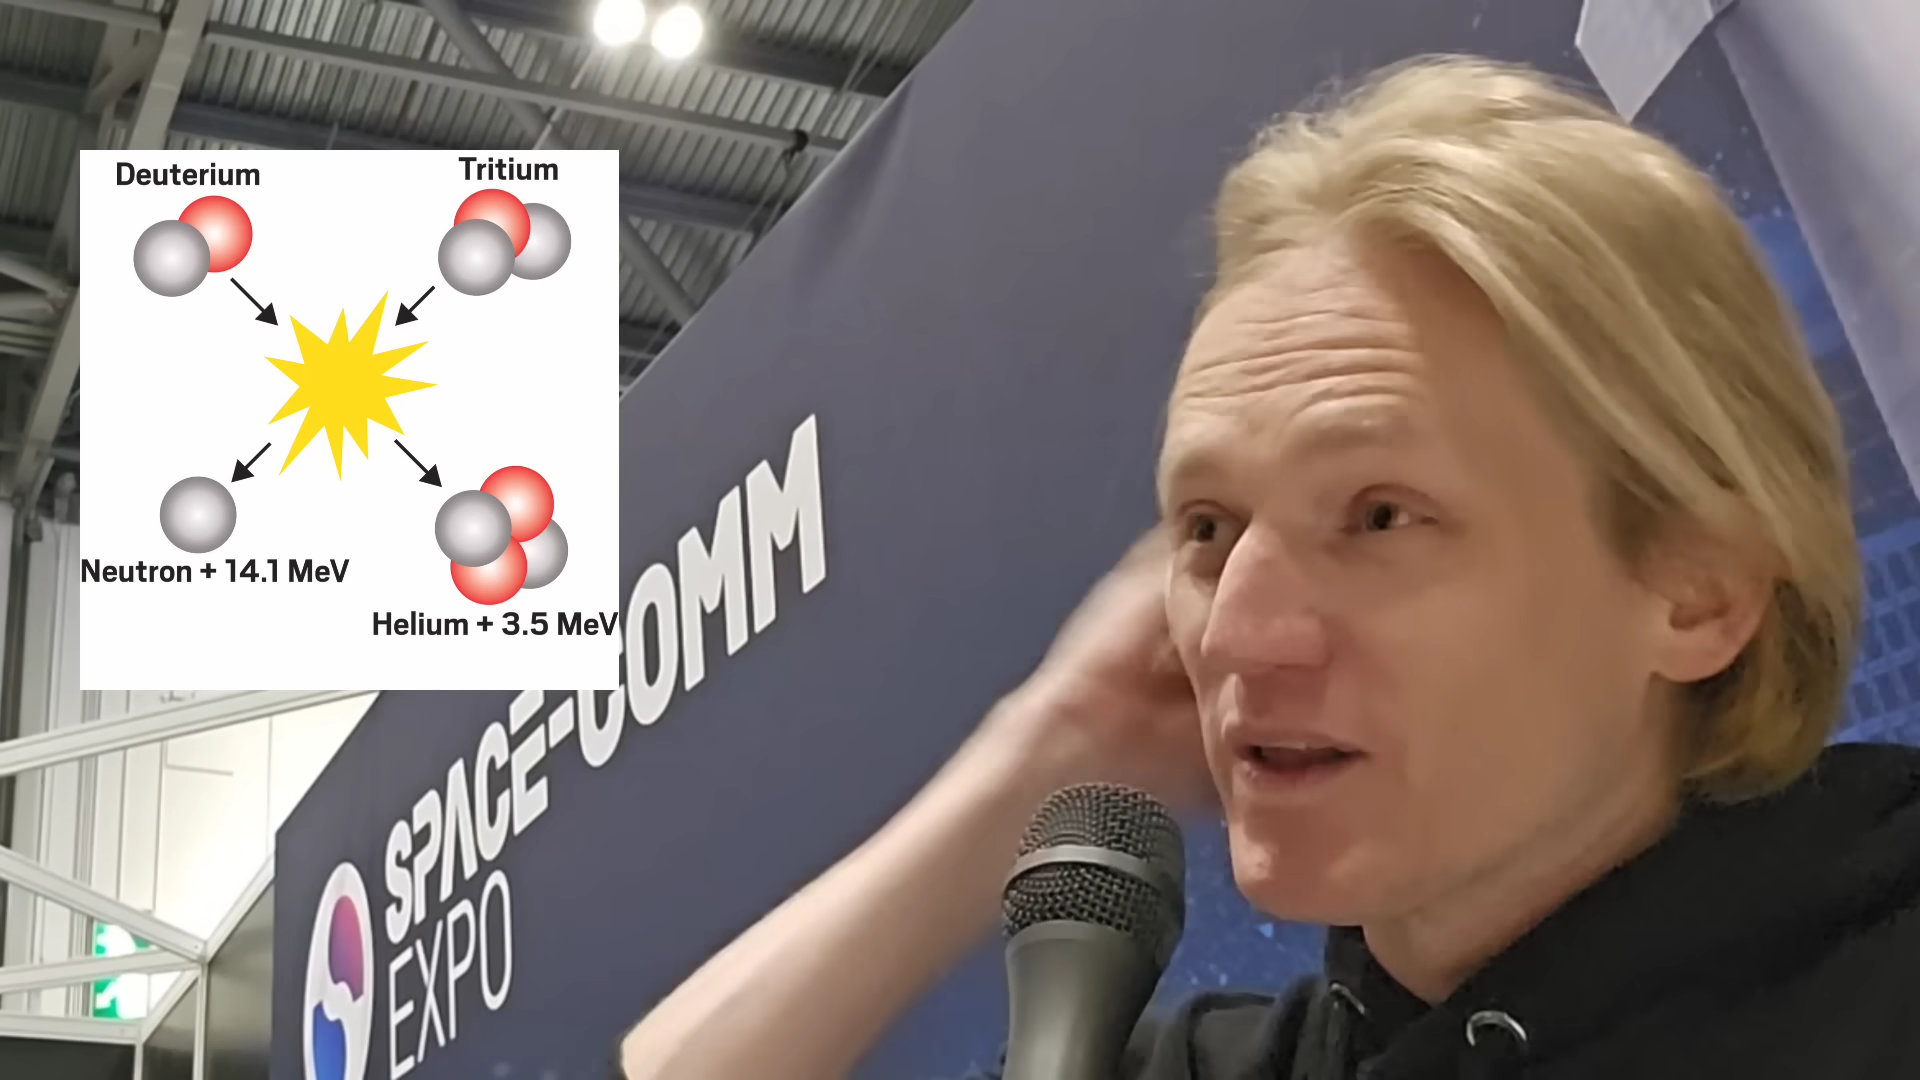 Deuterium
Tritium
Neutron + 14.1 MeV
Helium + 3.5 MeV
SPACE-COMM
EXPO